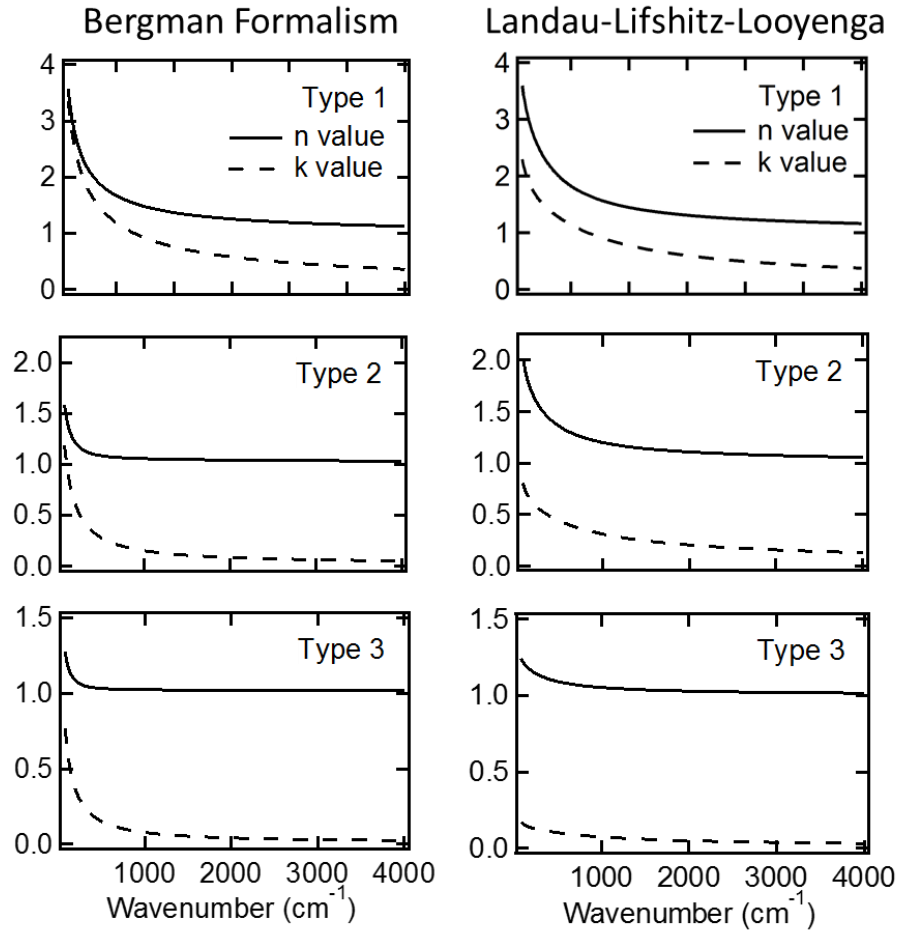 Bergman Formalism
Landau-Lifshitz-Looyenga
4
3
2
1
0
Type 1
n value
k value
4
3
2
1
0
Type 1
n value
k value
2.0
1.5
1.0
0.5
0.0
Type 2
2.0
1.5
1.0
0.5
0.0
Type 2
1.5
1.0
0.5
0.0
Type 3
1000 2000 3000 4000
Wavenumber (cm-1)
1.5
1.0
0.5
0.0
Type 3
1000 2000 3000 4000
Wavenumber (cm-1)